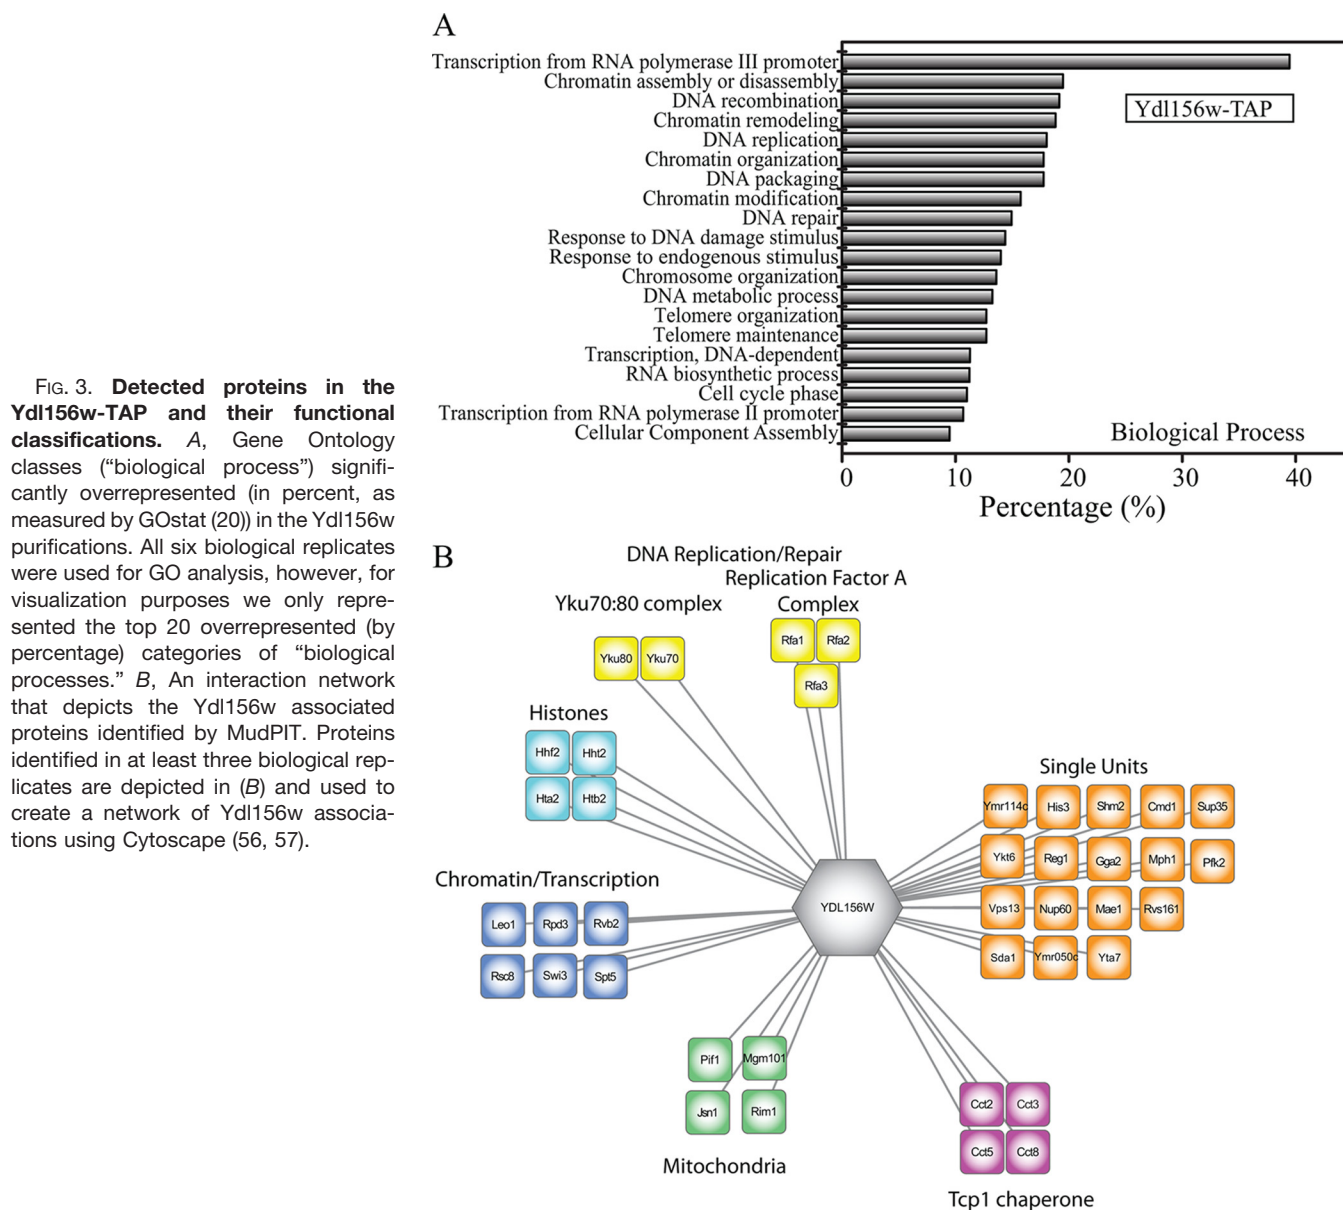 FIG. 3. Detected proteins in the
Ydl156w-TAP and their functional
classifications. A, Gene Ontology
classes (“biological process”) signifi-
cantly overrepresented (in percent, as
measured by GOstat (20)) in the Ydl156w
purifications. All six biological replicates
were used for GO analysis, however, for
visualization purposes we only repre-
sented the top 20 overrepresented (by
percentage) categories of “biological
processes.” B, An interaction network
that depicts the Ydl156w associated
proteins identified by MudPIT. Proteins
identified in at least three biological rep-
licates are depicted in (B) and used to
create a network of Ydl156w associa-
tions using Cytoscape (56, 57).
A
Transcription from RNA polymerase III promoter
Chromatin assembly or disassembly
DNA recombination
Chromatin remodeling
DNA replication
Chromatin organization
DNA packaging
Chromatin modification
DNA repair
Response to DNA damage stimulus
Response to endogenous stimulus
Chromosome organization
DNA metabolic process
Telomere organization
Telomere maintenance
Transcription, DNA-dependent
RNA biosynthetic process
Cell cycle phase
Transcription from RNA polymerase II promoter
Cellular Component Assembly
Ydl156w-TAP
Biological Process
0 10 20 30 40
Percentage (%)
B
DNA Replication/Repair
Replication Factor A
Complex
Yku70:80 complex
Rfa1 Rfa2
Rfa3
Yku80 Yku70
Histones
Hhf2 Hht2
Hta2 Htb2
Single Units
Ymr114c His3 Shm2 Cmd1 Sup35
Ykt6 Reg1 Gga2 Mph1 Pfk2
Vps13 Nup60 Mae1 Rvs161
Sda1 Ymr050c Yta7
YDL156W
Chromatin/Transcription
Leo1 Rpd3 Rvb2
Rsc8 Swi3 Spt5
Pif1 Mgm101
Jsn1 Rim1
Mitochondria
Cct2 Cct3
Cct5 Cct8
Tcp1 chaperone